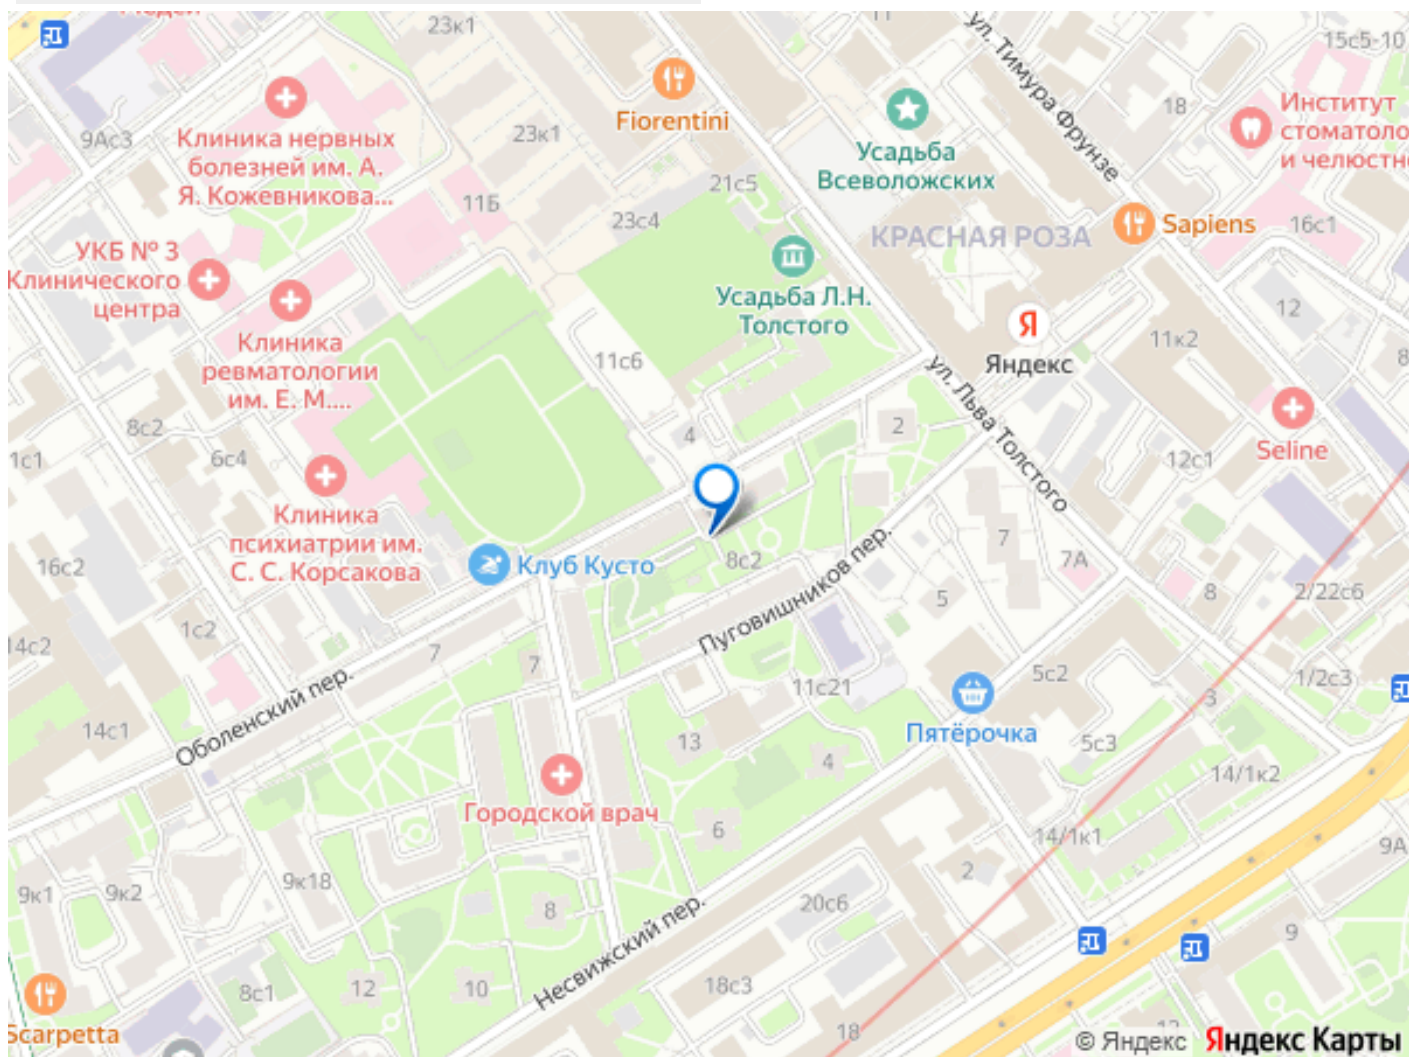 23к1
ул. Тимура Фрунзе
11
15с5-10
18
Институт
стоматоло
и челюстно
9Ас3
Клиника нервных
болезней им. А.
Я. Кожевникова...
Fiorentini
23к1
Усадьба
Всеволожских
21с5
11Б
23с4
КРАСНАЯ РОЗА
Sapiens
16с1
УКБ № 3
Клинического
центра
Усадьба Л.Н.
Толстого
Я
Яндекс
12
11к2
8
Клиника
ревматологии
им. Е. М....
11с6
ул. Льва Толстого
8с2
6с4
1с1
4
2
12с1
Seline
Клиника
психиатрии им.
С. С. Корсакова
16с2
Клуб Кусто
8с2
Пуговишников пер.
7
7А
5
8
2/22с6
1с2
14с2
7
7
Оболенский пер.
11с21
5с2
1/2с3
3
14с1
13
Пятёрочка
4
5с3
14/1к2
Городской врач
6
14/1к1
9А
9к1
9к2
9к18
8
2
20с6
9
Несвижский пер.
8с1
12
10
18с3
Scarpetta
18
© Яндекс Яндекс Карты